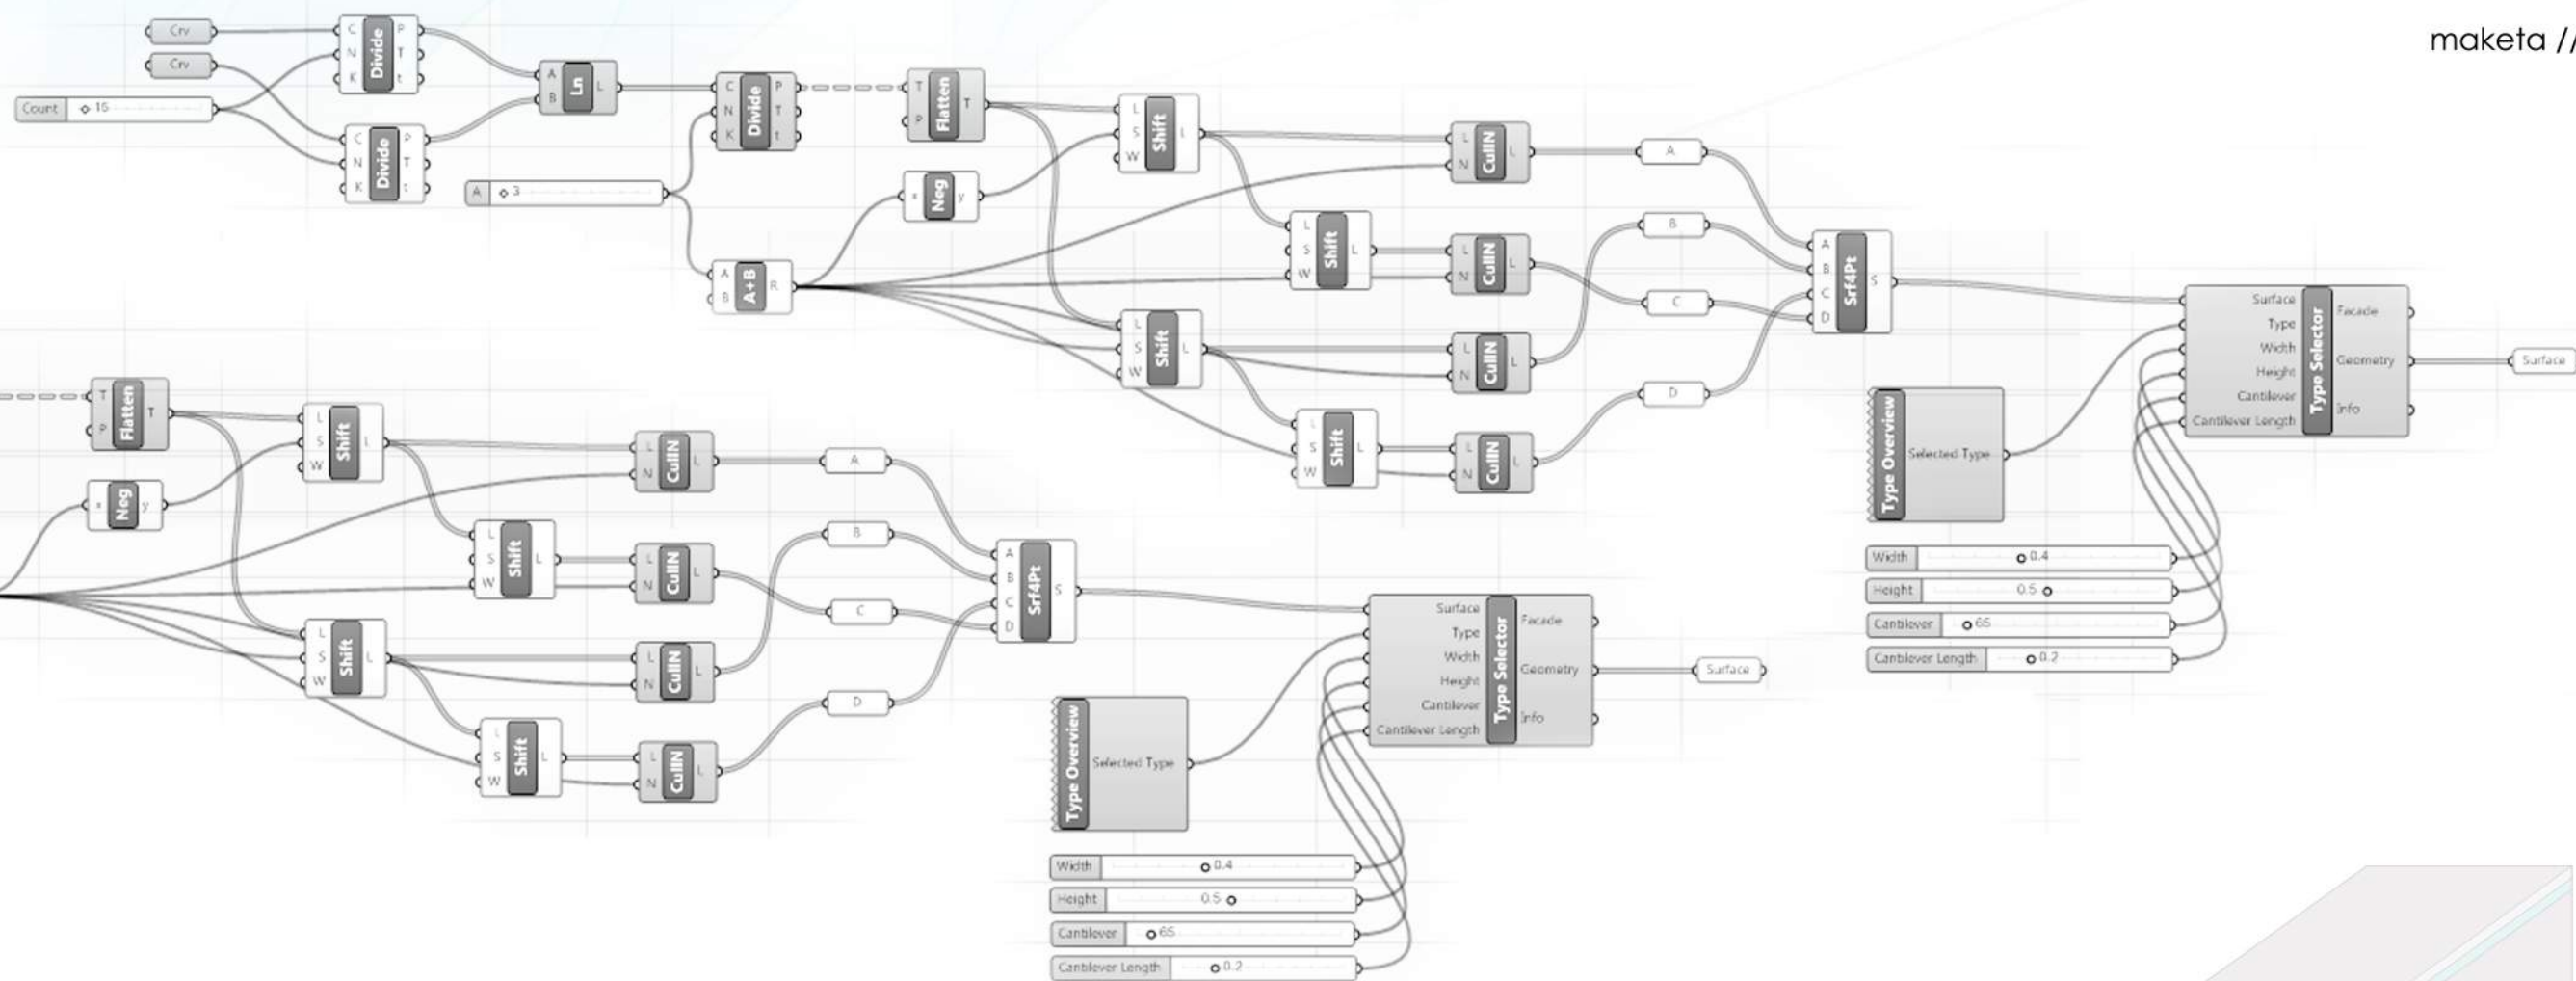 maketa //
Crv
Crv
Count 15
C N K Divide P T t
C N K Divide P T t
A B Ln L
A 3
C N K Divide P T t
A B A+B R
T P Flatten T
x Neg y
L S W Shift L
L S W Shift L
L S W Shift L
L S W Shift L
L N CullN L
L N CullN L
L N CullN L
L N CullN L
A
B
C
D
A B C D Srf4Pt S
Surface
Type
Width
Height
Cantilever
Cantilever Length
Type Selector
Facade
Geometry
Info
Surface
Type Overview
Selected Type
Width 0.4
Height 0.5
Cantilever 65
Cantilever Length 0.2
T P Flatten T
x Neg y
L S W Shift L
L S W Shift L
L S W Shift L
L S W Shift L
L N CullN L
L N CullN L
L N CullN L
L N CullN L
A
B
C
D
A B C D Srf4Pt S
Surface
Type
Width
Height
Cantilever
Cantilever Length
Type Selector
Facade
Geometry
Info
Surface
Type Overview
Selected Type
Width 0.4
Height 0.5
Cantilever 65
Cantilever Length 0.2